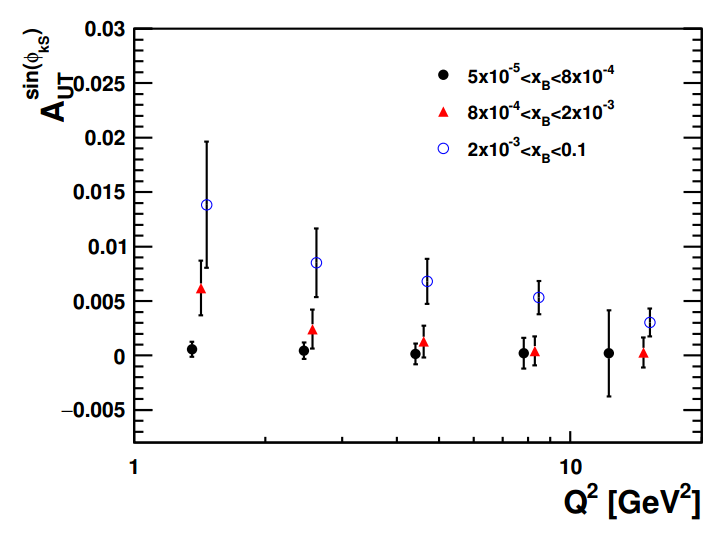 A_UT^sin(ϕ_kS)
0.03
0.025
0.02
0.015
0.01
0.005
0
−0.005
5x10^-5<x_B<8x10^-4
8x10^-4<x_B<2x10^-3
2x10^-3<x_B<0.1
1
10
Q^2 [GeV^2]